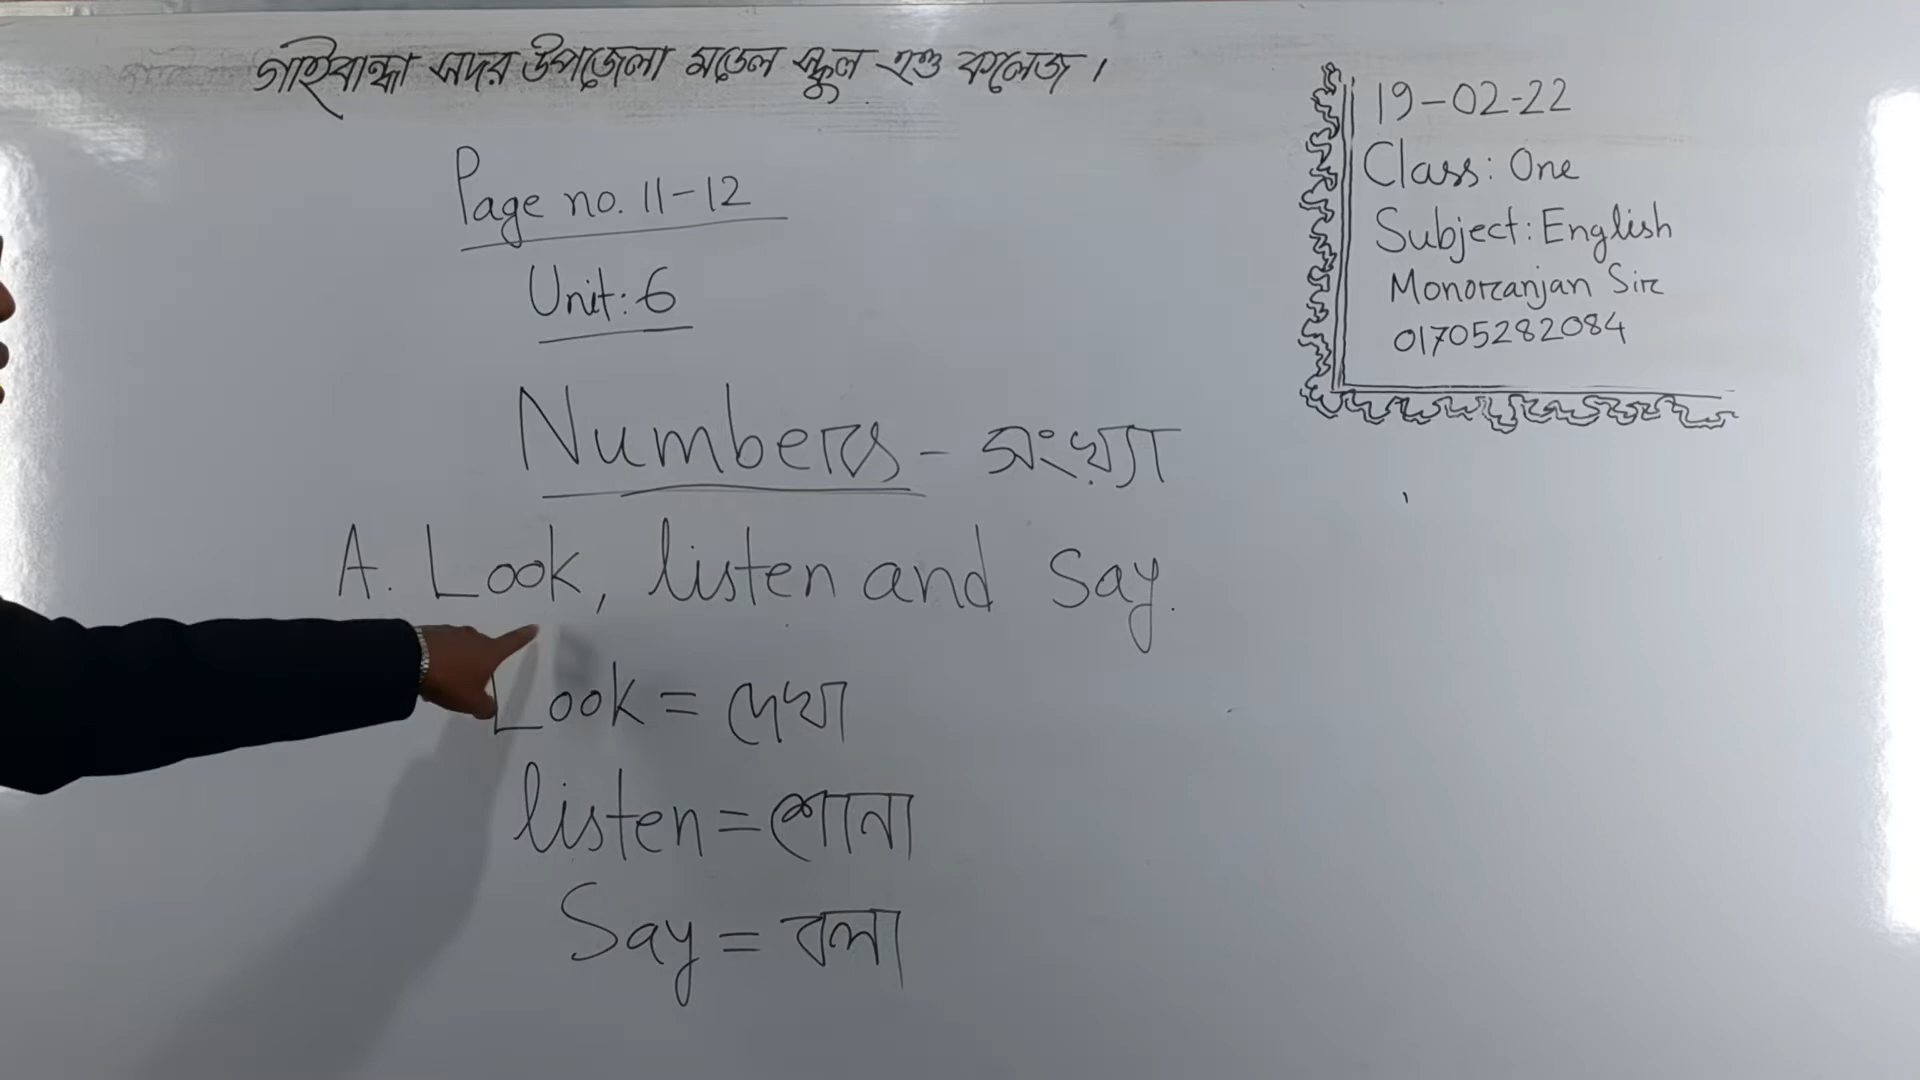 গাইবান্ধা সদর উপজেলা মডেল স্কুল এন্ড কলেজ।
19-02-22
Class: One
Subject: English
Monoranjan Sir
01705282084
Page no. 11-12
Unit: 6
Numbers - সংখ্যা
A. Look, listen and Say.
Look = দেখা
listen = শোনা
Say = বলা